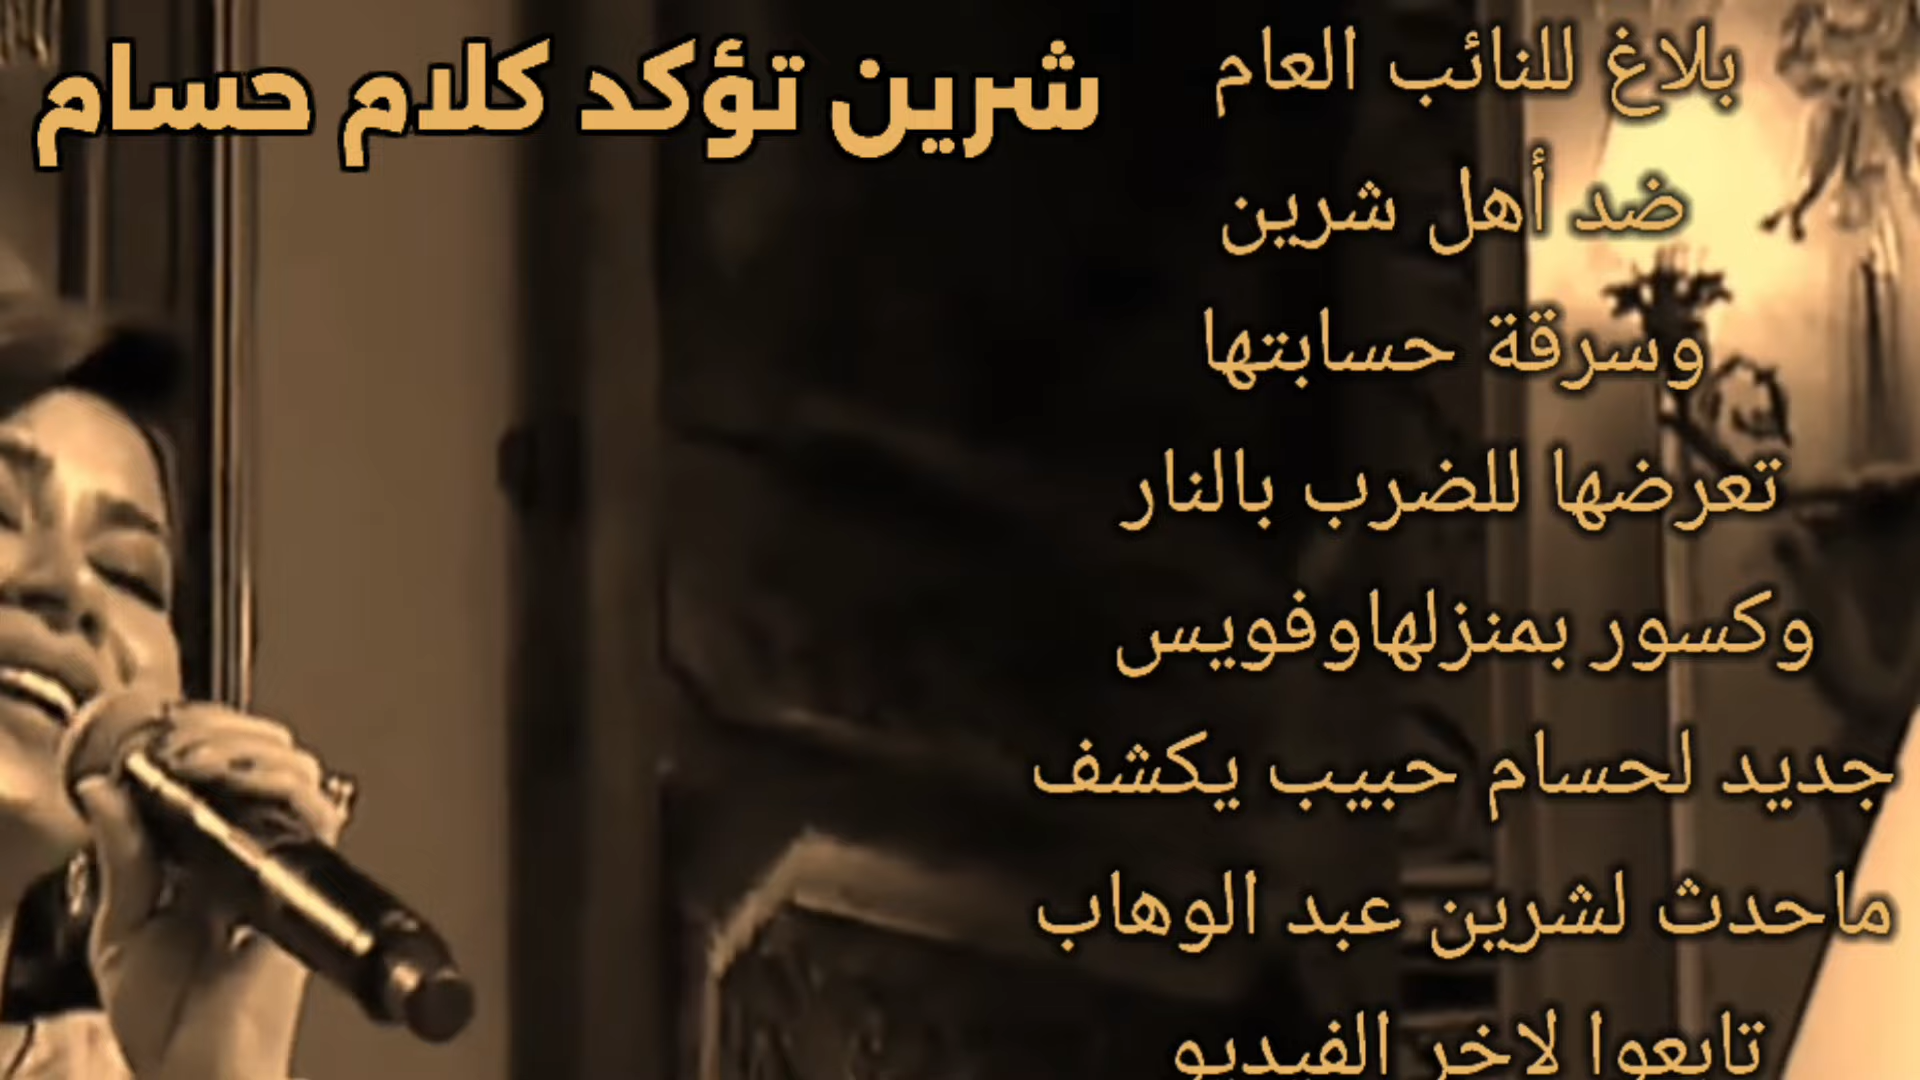 شرين تؤكد كلام حسام
بلاغ للنائب العام
ضد أهل شرين
وسرقة حسابتها
تعرضها للضرب بالنار
وكسور بمنزلهاوفويس
جديد لحسام حبيب يكشف
ماحدث لشرين عبد الوهاب
تابعوا لاخر الفيديو